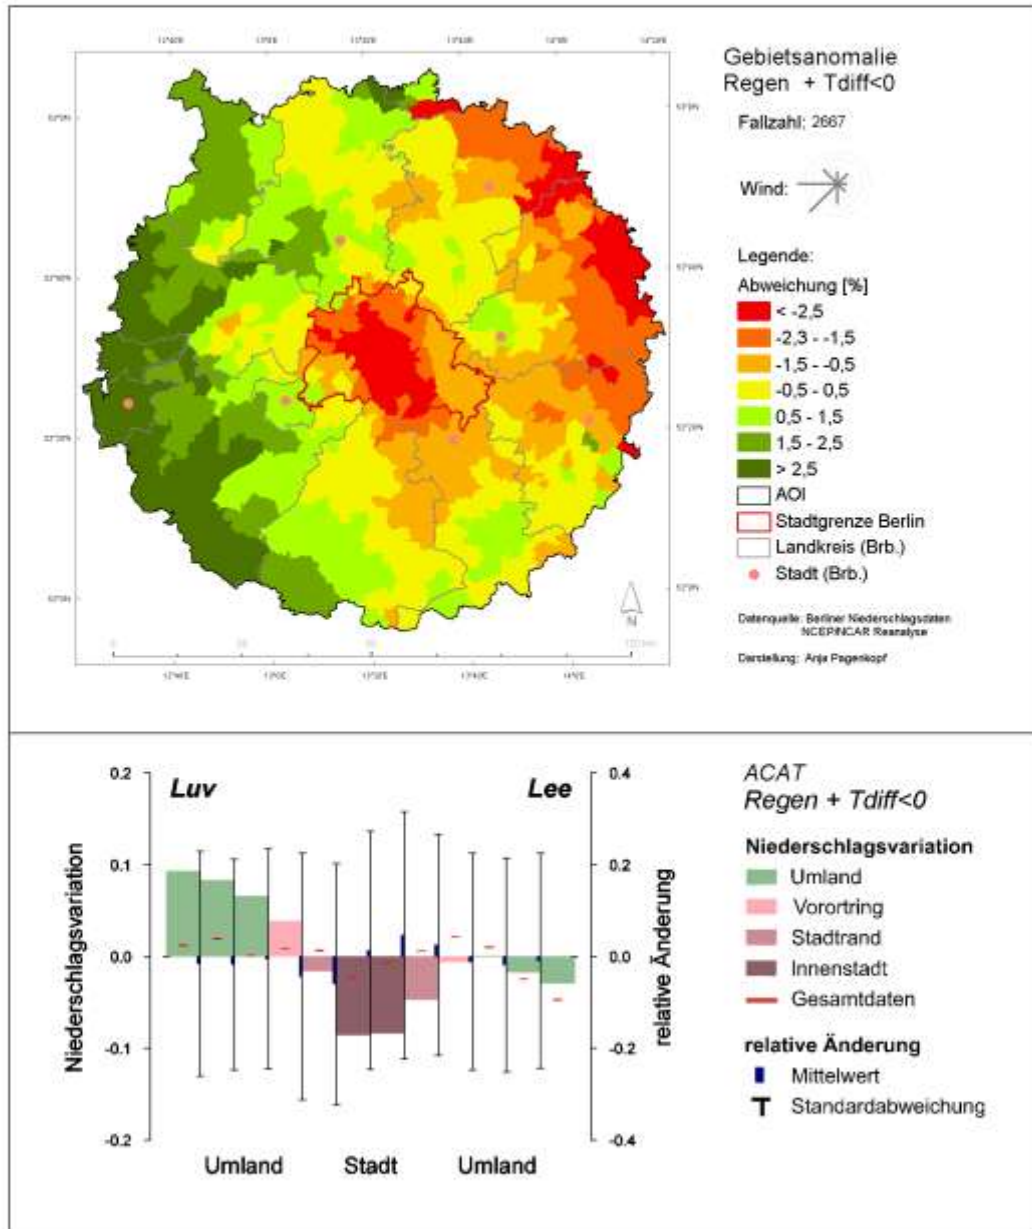 Gebietsanomalie
Regen + Tdiff<0
Fallzahl: 2667
Wind:
Legende:
Abweichung [%]
< -2,5
-2,3 - -1,5
-1,5 - -0,5
-0,5 - 0,5
0,5 - 1,5
1,5 - 2,5
> 2,5
AOI
Stadtgrenze Berlin
Landkreis (Brb.)
Stadt (Brb.)
N
Datenquelle: Berliner Niederschlagsdaten
NCEP/NCAR Reanalyse
Darstellung: Anja Pagenkopf
Luv
Lee
Niederschlagsvariation
0.2
0.1
0.0
-0.1
-0.2
0.4
0.2
0.0
-0.2
-0.4
relative Änderung
Umland
Stadt
Umland
ACAT
Regen + Tdiff<0
Niederschlagsvariation
Umland
Vorortring
Stadtrand
Innenstadt
Gesamtdaten
relative Änderung
Mittelwert
Standardabweichung